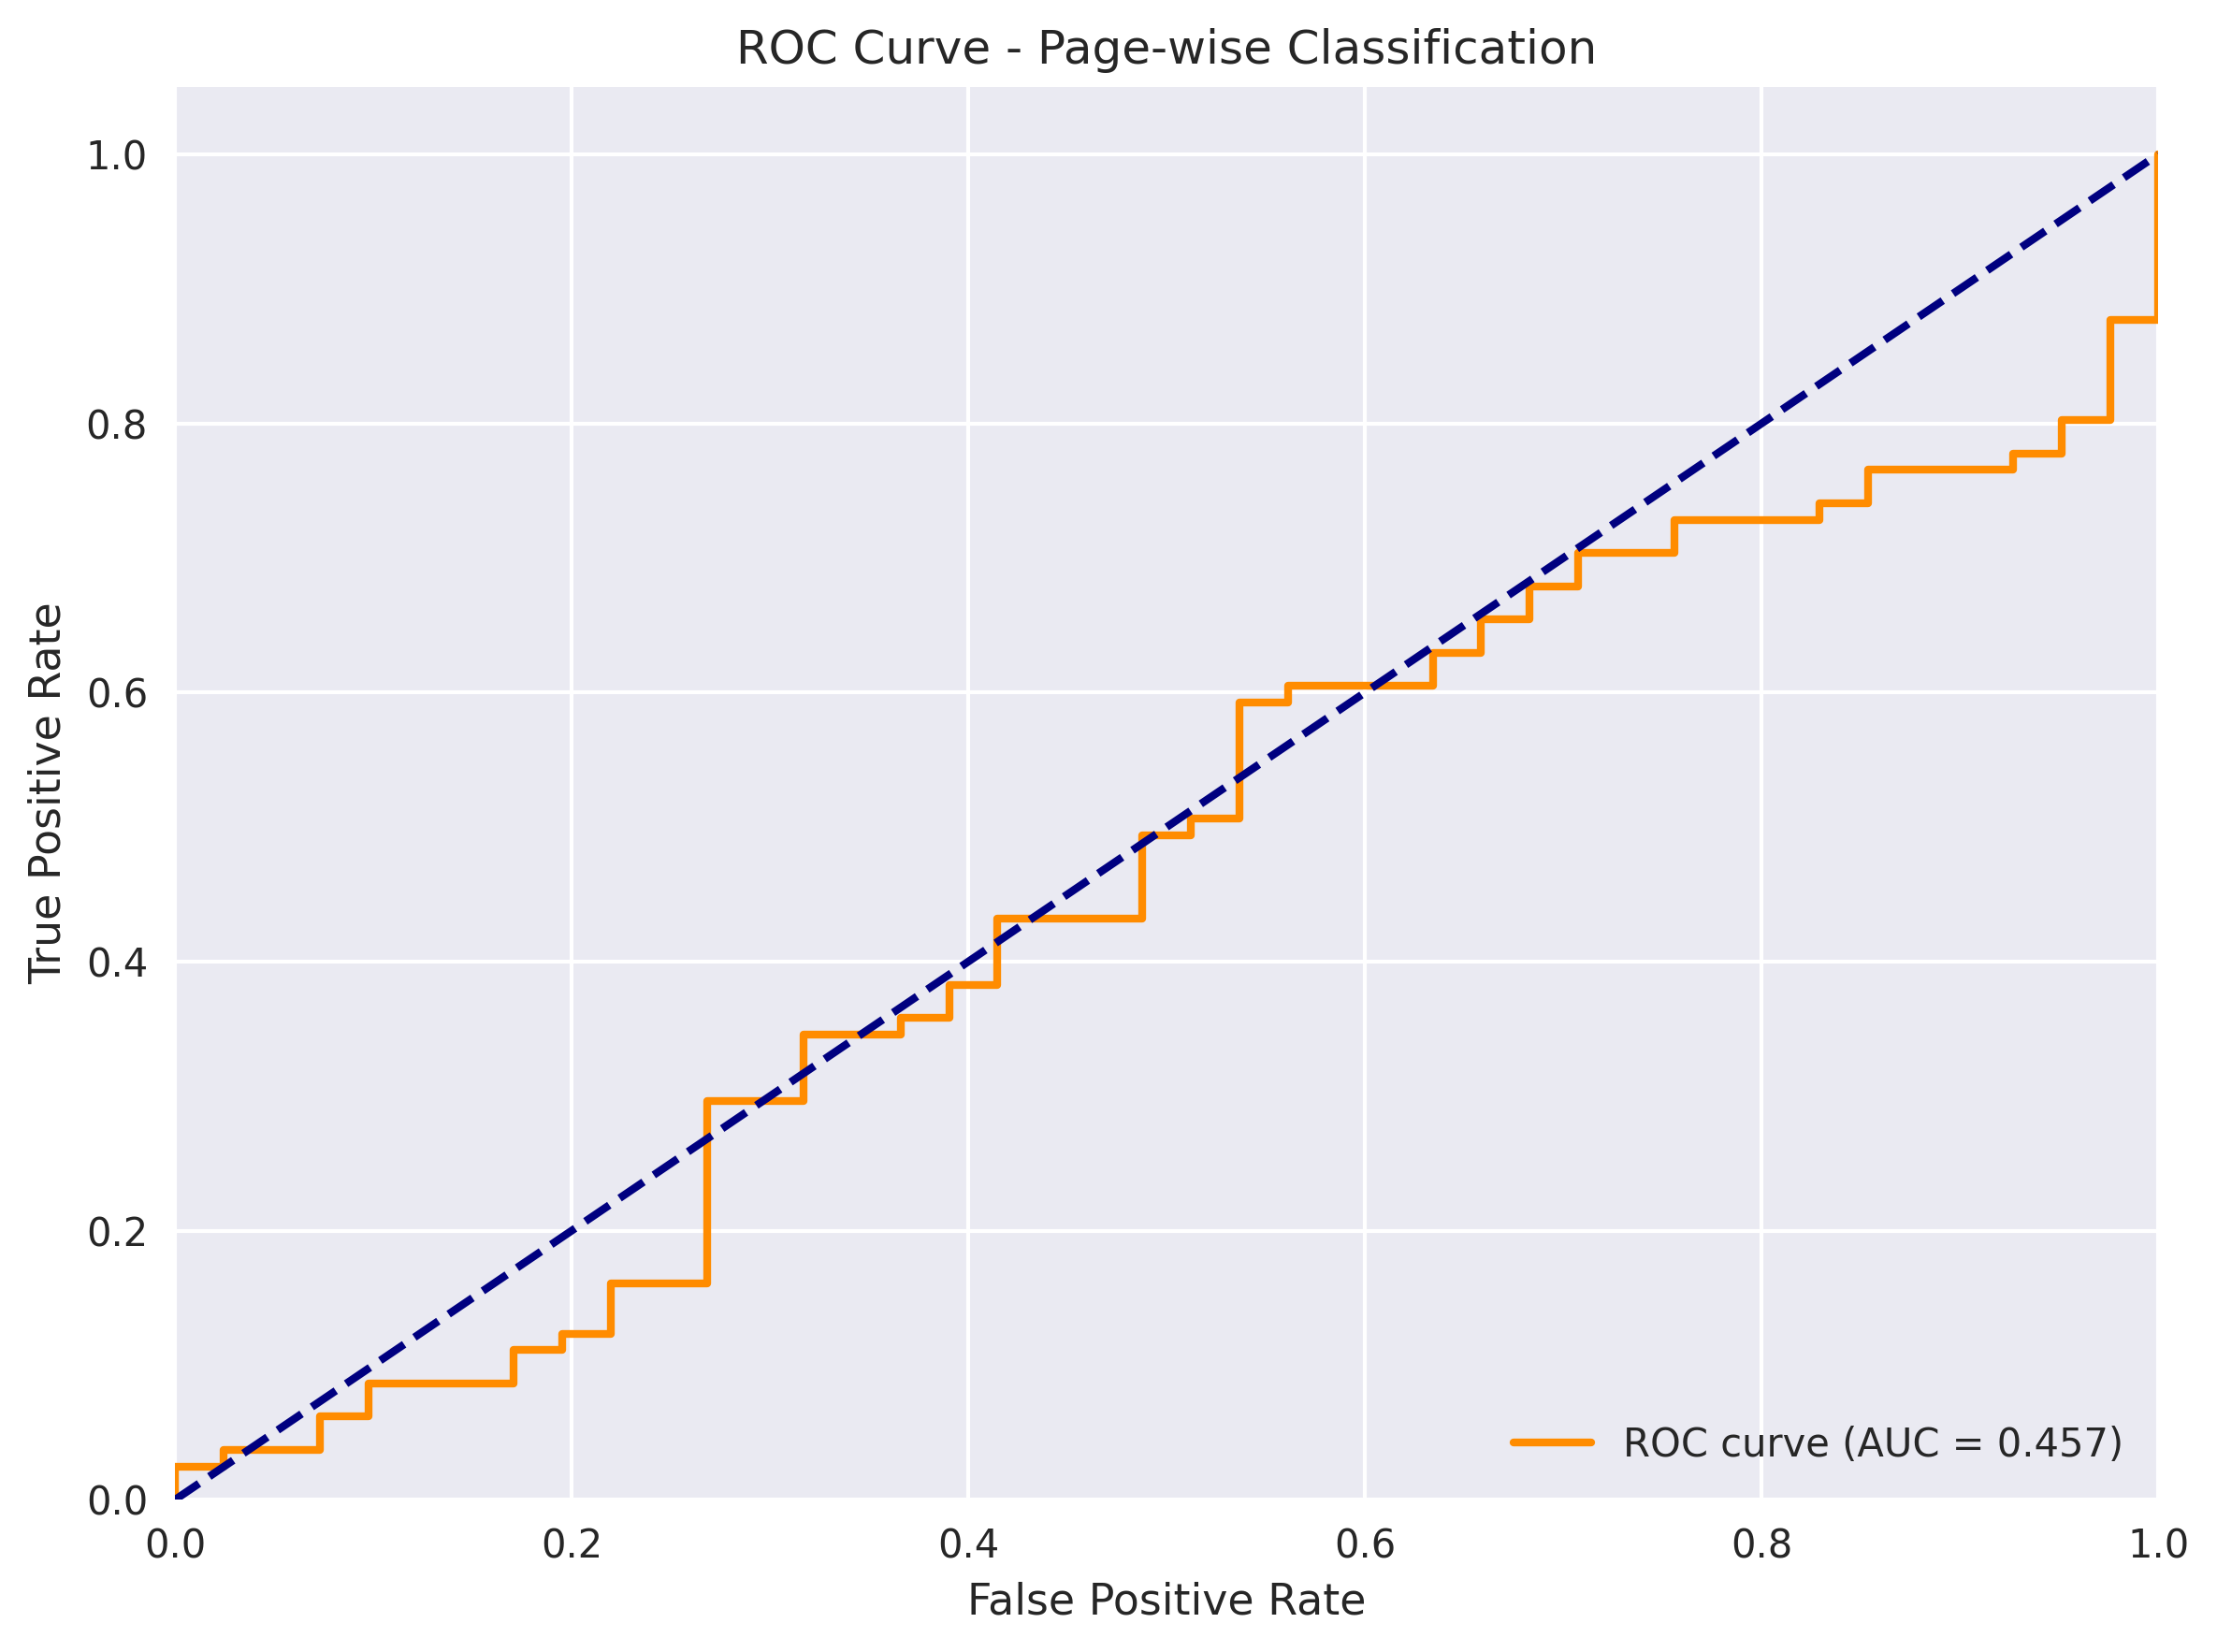 ROC Curve - Page-wise Classification
True Positive Rate
1.0
0.8
0.6
0.4
0.2
0.0
ROC curve (AUC = 0.457)
0.0 0.2 0.4 0.6 0.8 1.0
False Positive Rate